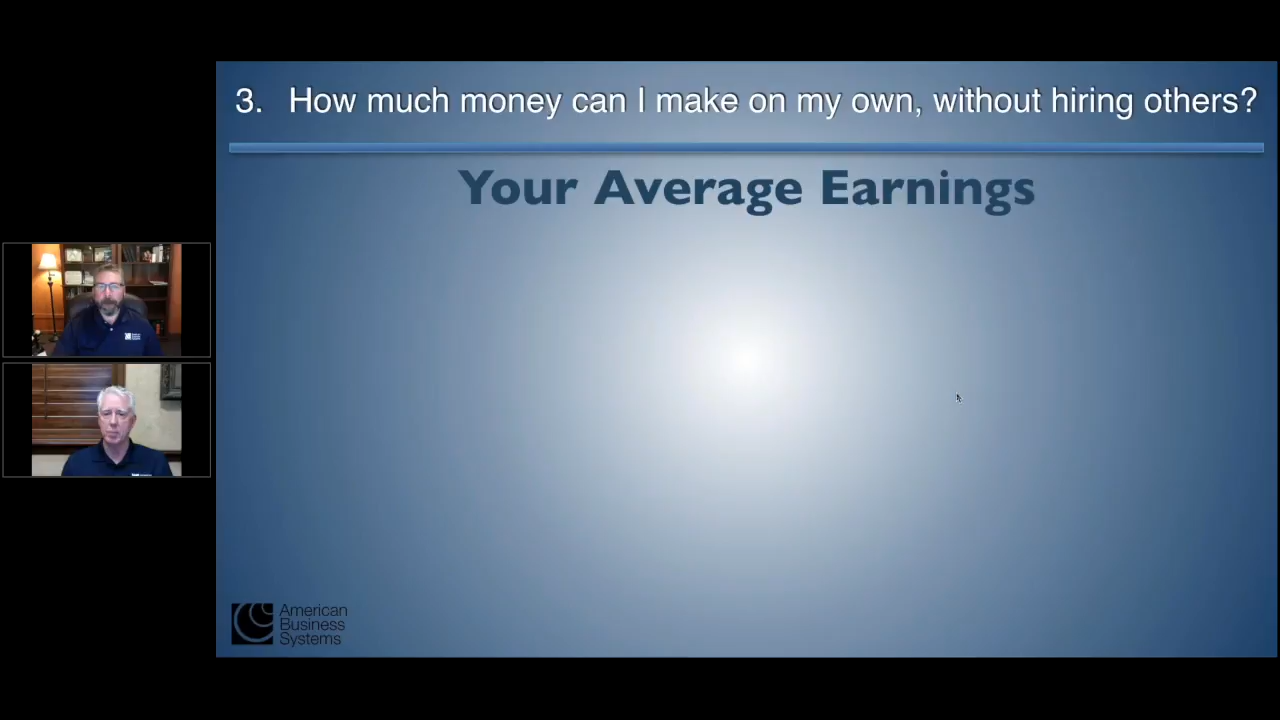 3. How much money can I make on my own, without hiring others?
Your Average Earnings
American
Business
Systems